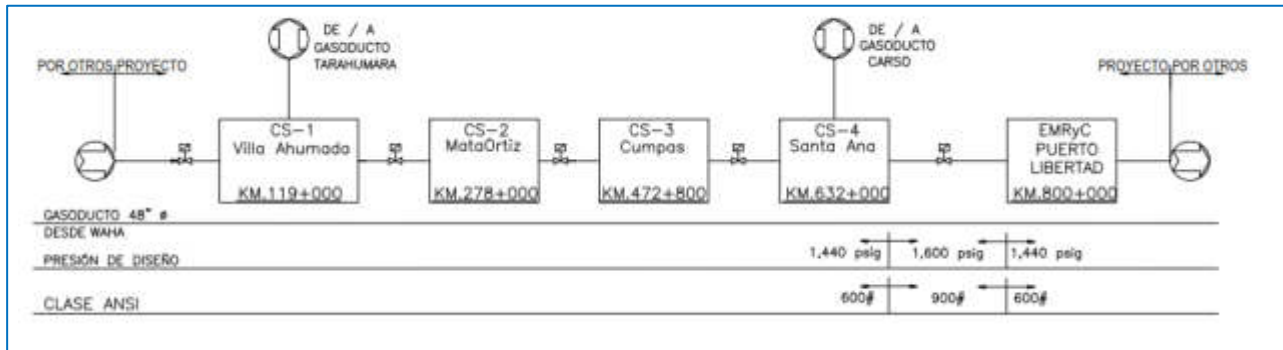 DE / A
GASODUCTO
TARAHUMARA
DE / A
GASODUCTO
CARSO
POR OTROS PROYECTO
PROYECTO POR OTROS
CS-1
Villa Ahumada
KM.119+000
CS-2
MataOrtiz
KM.278+000
CS-3
Cumpas
KM.472+800
CS-4
Santa Ana
KM.632+000
EMRyC
PUERTO
LIBERTAD
KM.800+000
GASODUCTO 48" ø
DESDE WAHA
PRESIÓN DE DISEÑO
1,440 psig
1,600 psig
1,440 psig
CLASE ANSI
600#
900#
600#